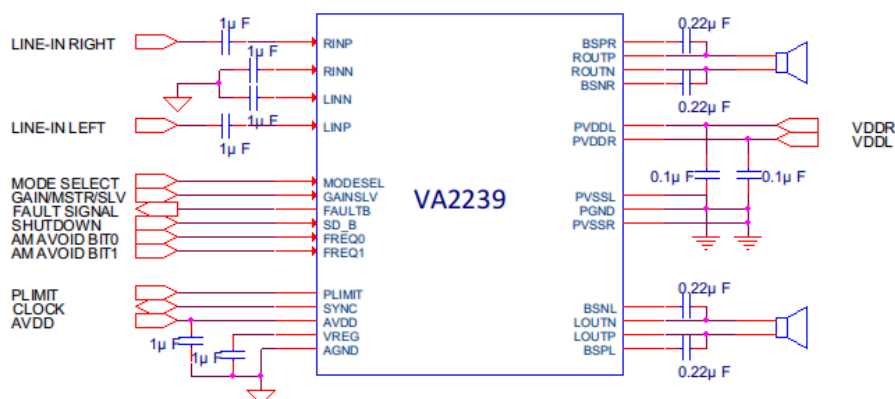 1µ F
LINE-IN RIGHT
RINP
1µ F
RINN
LINN
1µ F
LINE-IN LEFT
LINP
1µ F
MODE SELECT
MODESEL
GAIN/MSTR/SLV
GAINSLV
FAULT SIGNAL
FAULTB
SHUTDOWN
SD_B
AM AVOID BIT0
FREQ0
AM AVOID BIT1
FREQ1
PLIMIT
PLIMIT
CLOCK
SYNC
AVDD
AVDD
VREG
1µ F
1µ F
AGND
VA2239
0.22µ F
BSPR
ROUTP
ROUTN
BSNR
0.22µ F
PVDDL
VDDR
PVDDR
VDDL
0.1µ F
0.1µ F
PVSSL
PGND
PVSSR
0.22µ F
BSNL
LOUTN
LOUTP
BSPL
0.22µ F